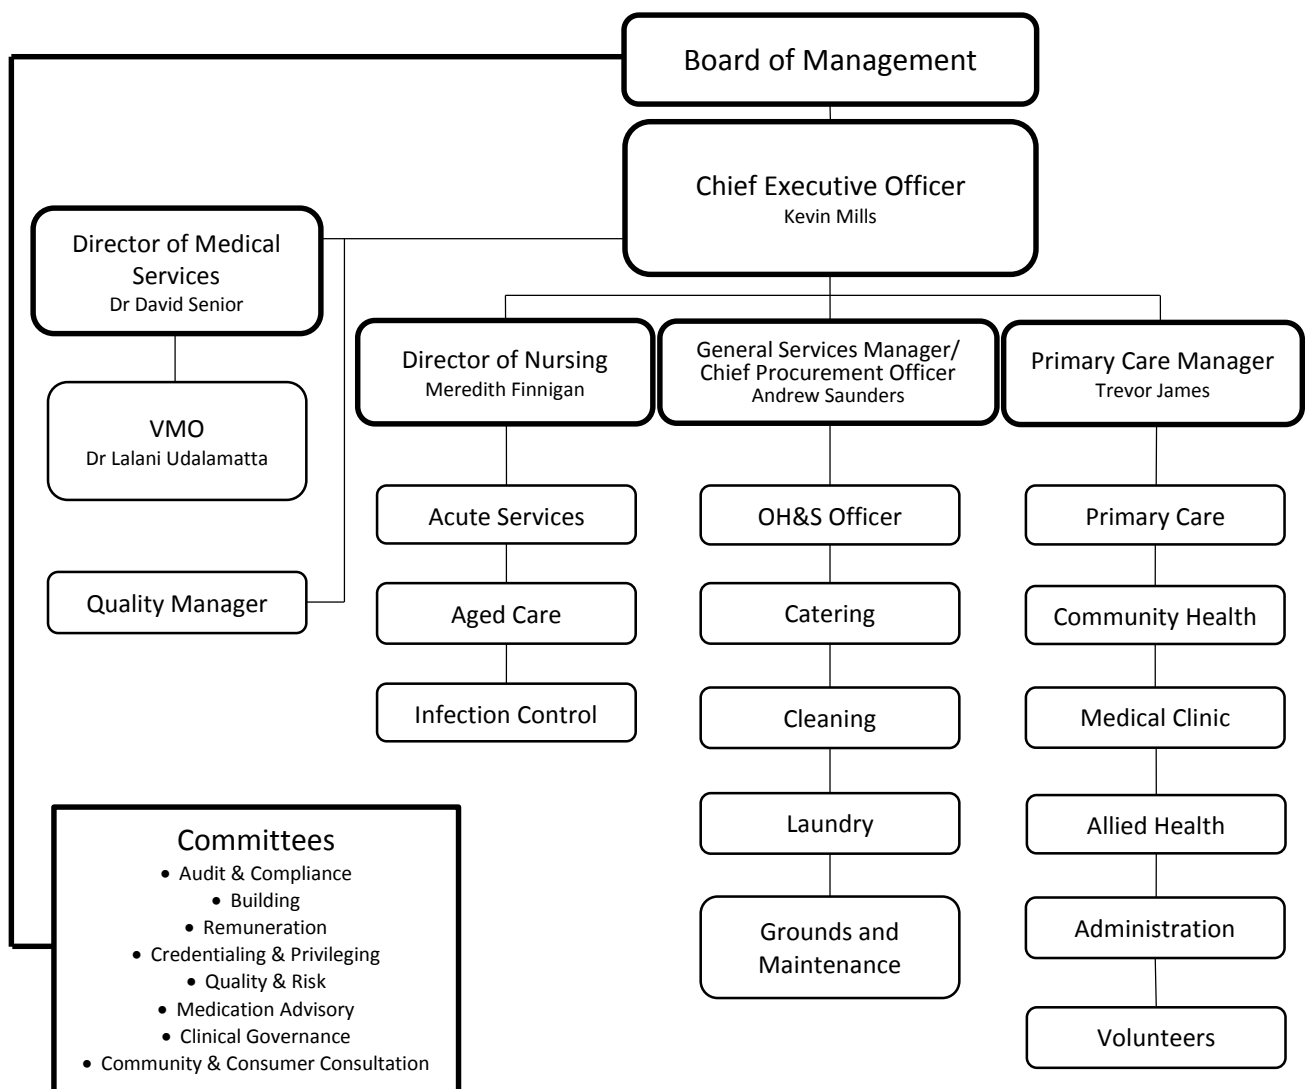 Board of Management
Chief Executive Officer
Kevin Mills
Director of Medical
Services
Dr David Senior
VMO
Dr Lalani Udalamatta
Quality Manager
Director of Nursing
Meredith Finnigan
Acute Services
Aged Care
Infection Control
General Services Manager/
Chief Procurement Officer
Andrew Saunders
OH&S Officer
Catering
Cleaning
Laundry
Grounds and
Maintenance
Primary Care Manager
Trevor James
Primary Care
Community Health
Medical Clinic
Allied Health
Administration
Volunteers
Committees
• Audit & Compliance
• Building
• Remuneration
• Credentialing & Privileging
• Quality & Risk
• Medication Advisory
• Clinical Governance
• Community & Consumer Consultation